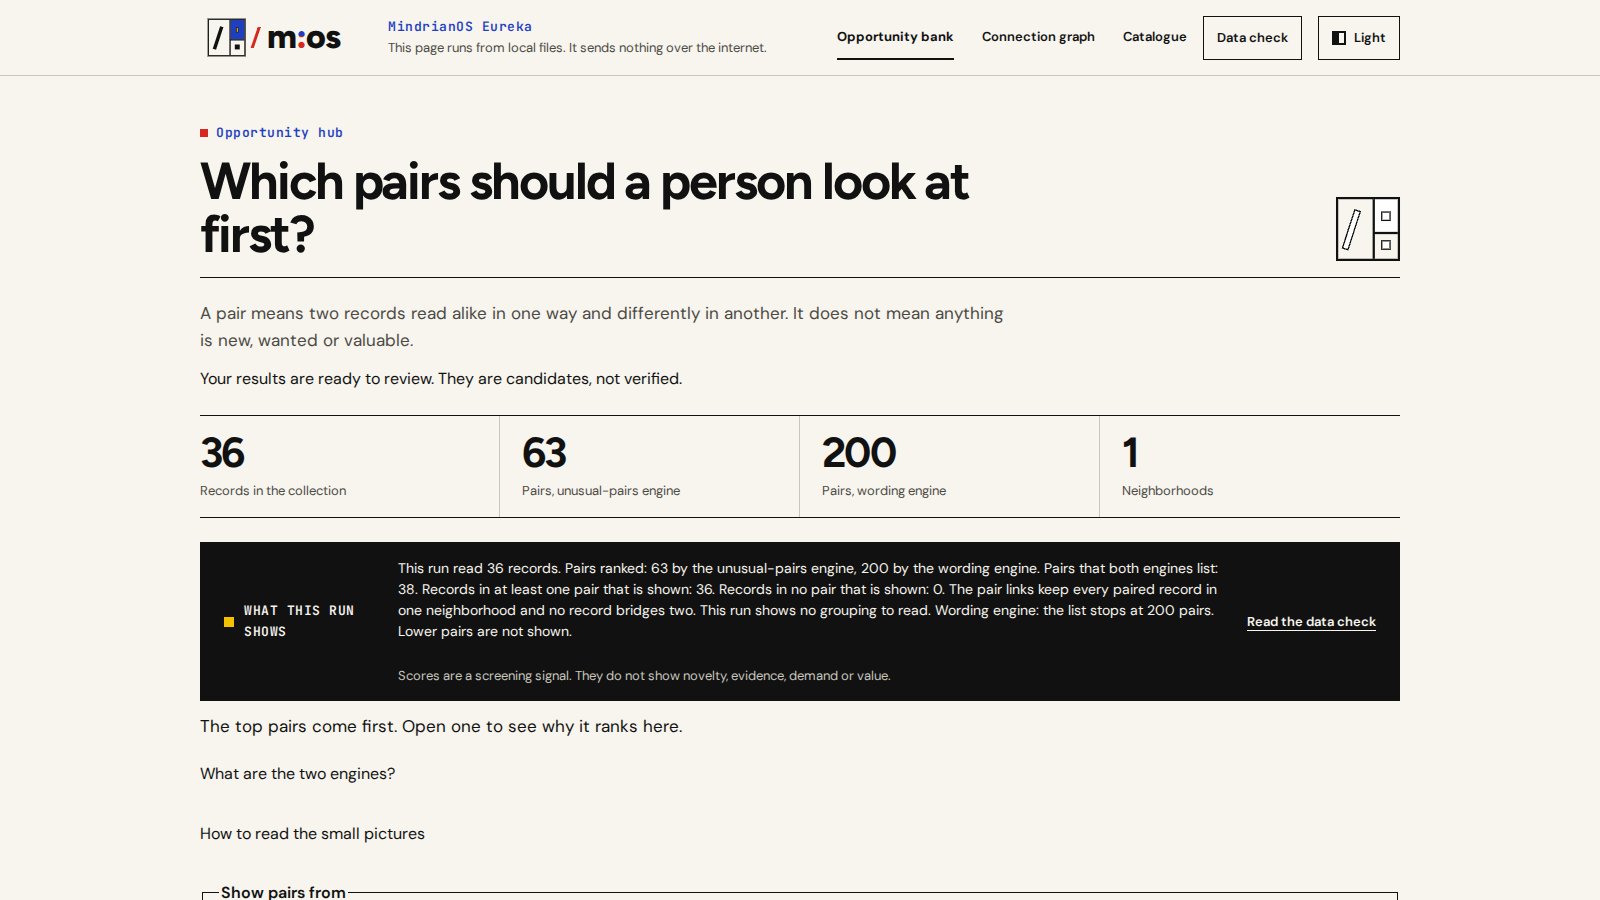 / m:os
MindrianOS Eureka
This page runs from local files. It sends nothing over the internet.
Opportunity bank
Connection graph
Catalogue
Data check
Light
Opportunity hub
Which pairs should a person look at
first?
A pair means two records read alike in one way and differently in another. It does not mean anything
is new, wanted or valuable.
Your results are ready to review. They are candidates, not verified.
36
Records in the collection
63
Pairs, unusual-pairs engine
200
Pairs, wording engine
1
Neighborhoods
WHAT THIS RUN
SHOWS
This run read 36 records. Pairs ranked: 63 by the unusual-pairs engine, 200 by the wording engine. Pairs that both engines list:
38. Records in at least one pair that is shown: 36. Records in no pair that is shown: 0. The pair links keep every paired record in
one neighborhood and no record bridges two. This run shows no grouping to read. Wording engine: the list stops at 200 pairs.
Lower pairs are not shown.
Scores are a screening signal. They do not show novelty, evidence, demand or value.
Read the data check
The top pairs come first. Open one to see why it ranks here.
What are the two engines?
How to read the small pictures
Show pairs from